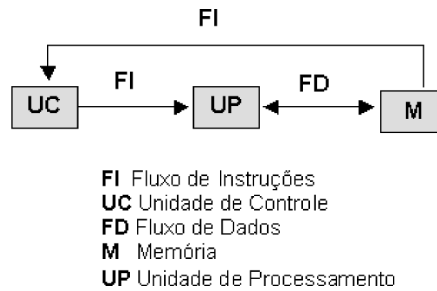 FI
FI
FD
UC
UP
M
FI Fluxo de Instruções
UC Unidade de Controle
FD Fluxo de Dados
M Memória
UP Unidade de Processamento